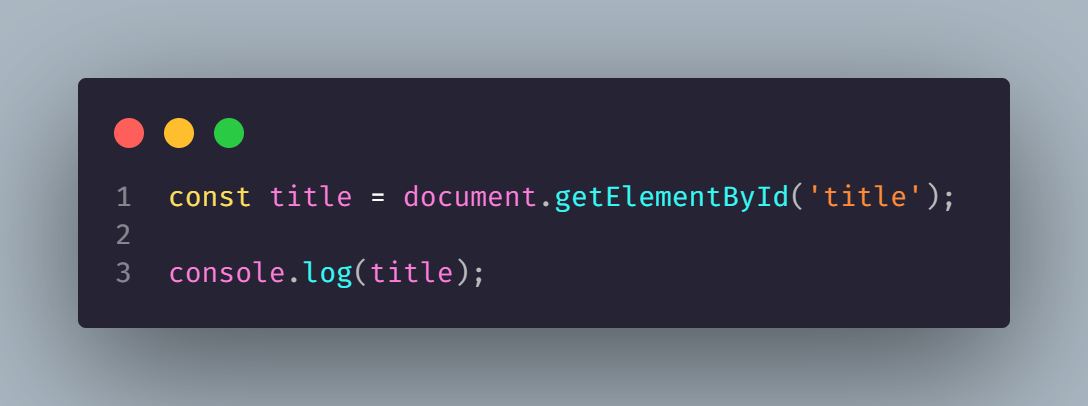 1 const title = document.getElementById('title');
2
3 console.log(title);